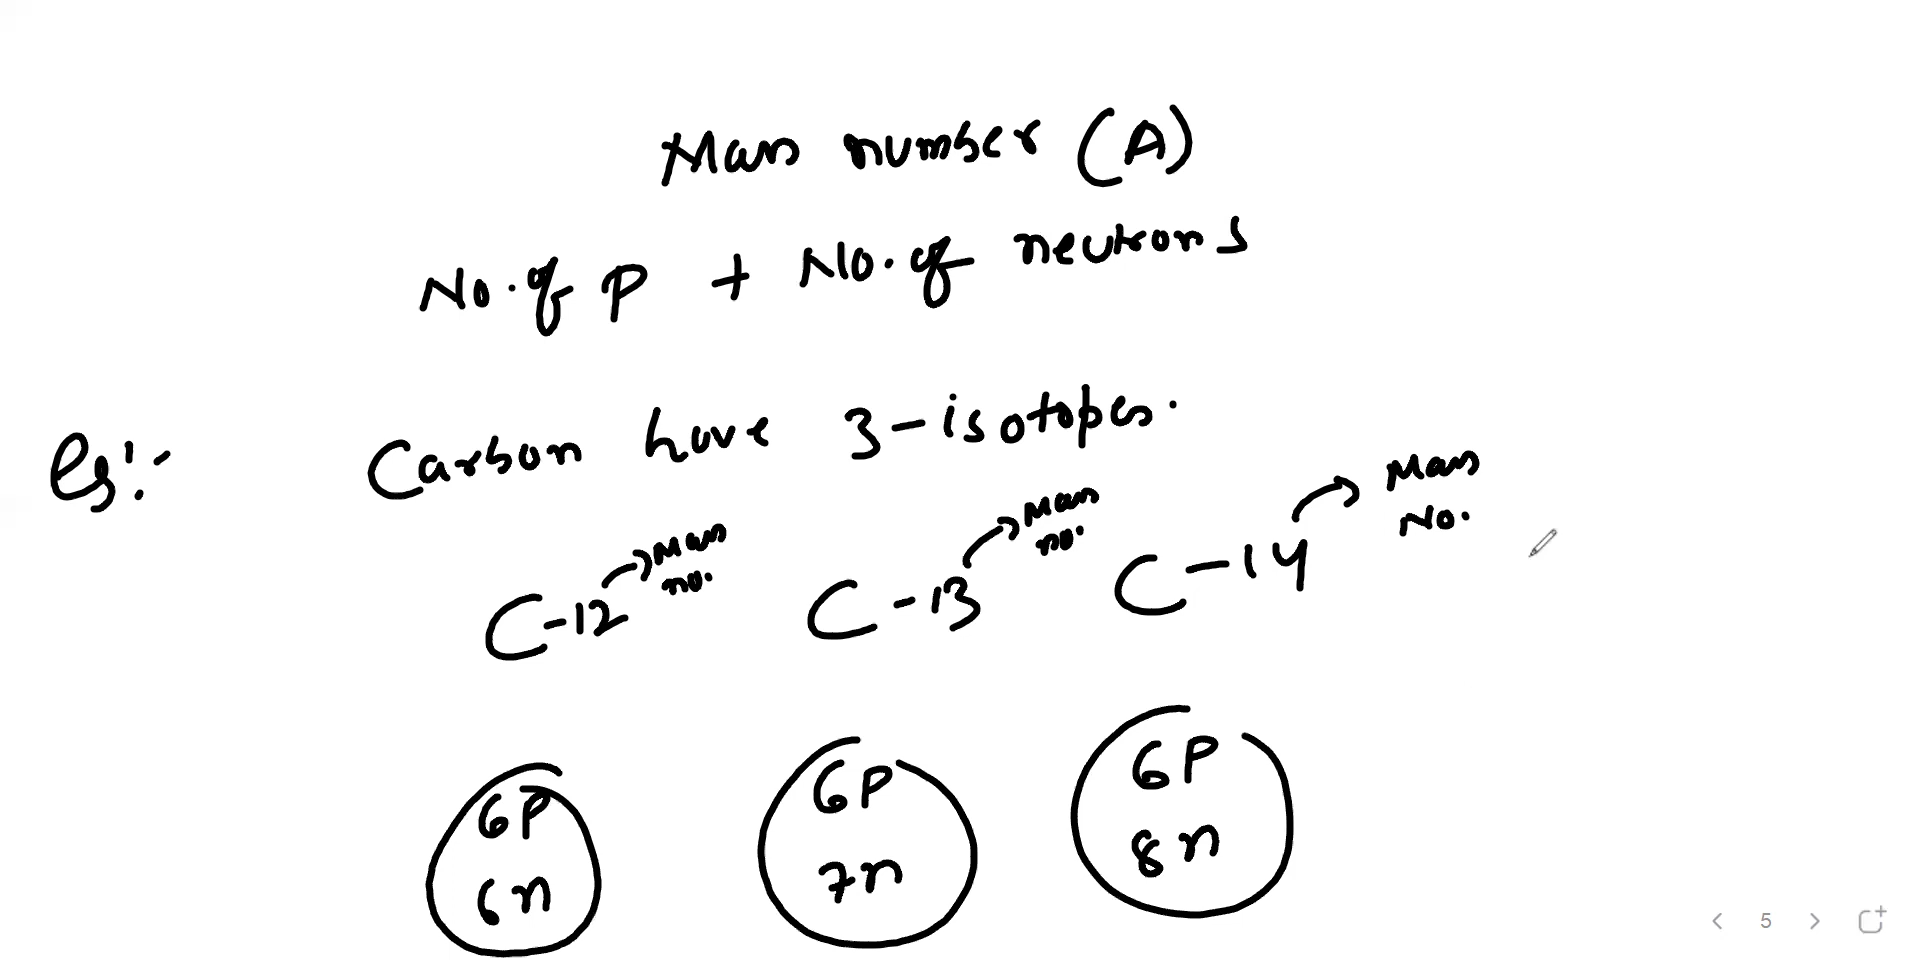 Mass number (A)
No. of p + No. of neutrons
eg:- Carbon have 3-isotopes.
C-12 → Mass no.
C-13 → Mass no.
C-14 → Mass No.
6P
6n
6P
7n
6P
8n
5